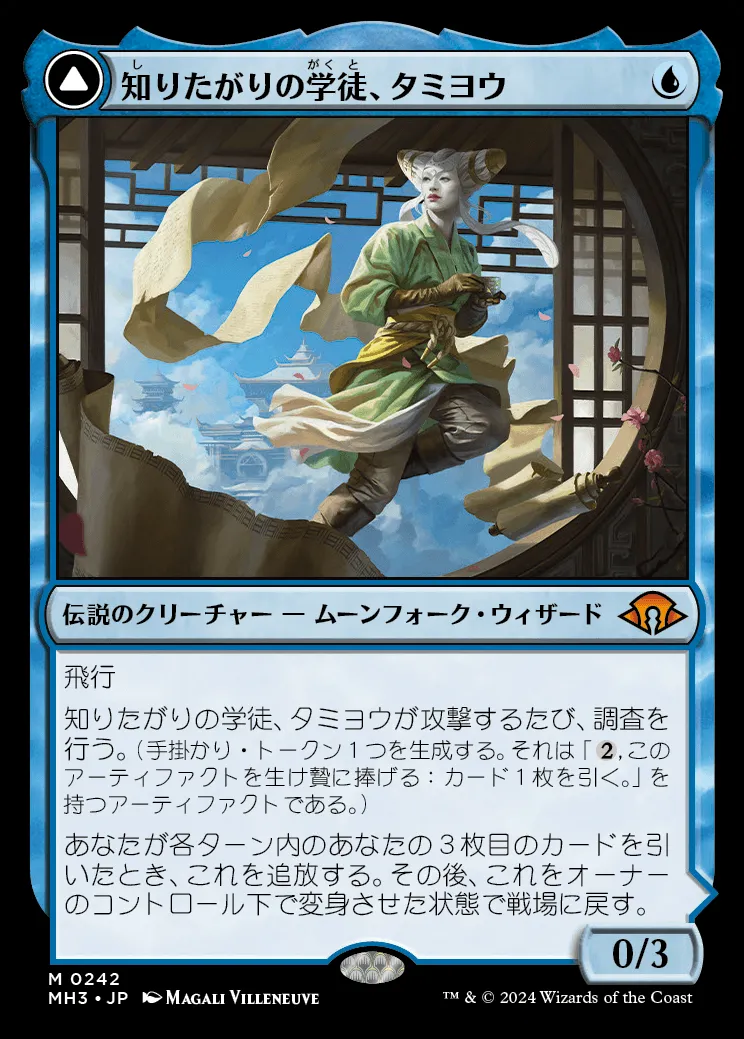 知りたがりの学徒、タミヨウ
し がく と
伝説のクリーチャー — ムーンフォーク・ウィザード
飛行
知りたがりの学徒、タミヨウが攻撃するたび、調査を
行う。（手掛かり・トークン１つを生成する。それは「2,この
アーティファクトを生け贄に捧げる：カード１枚を引く。」を
持つアーティファクトである。）
あなたが各ターン内のあなたの３枚目のカードを引
いたとき、これを追放する。その後、これをオーナー
のコントロール下で変身させた状態で戦場に戻す。
0/3
M 0242
MH3 • JP MAGALI VILLENEUVE
™ & © 2024 Wizards of the Coast